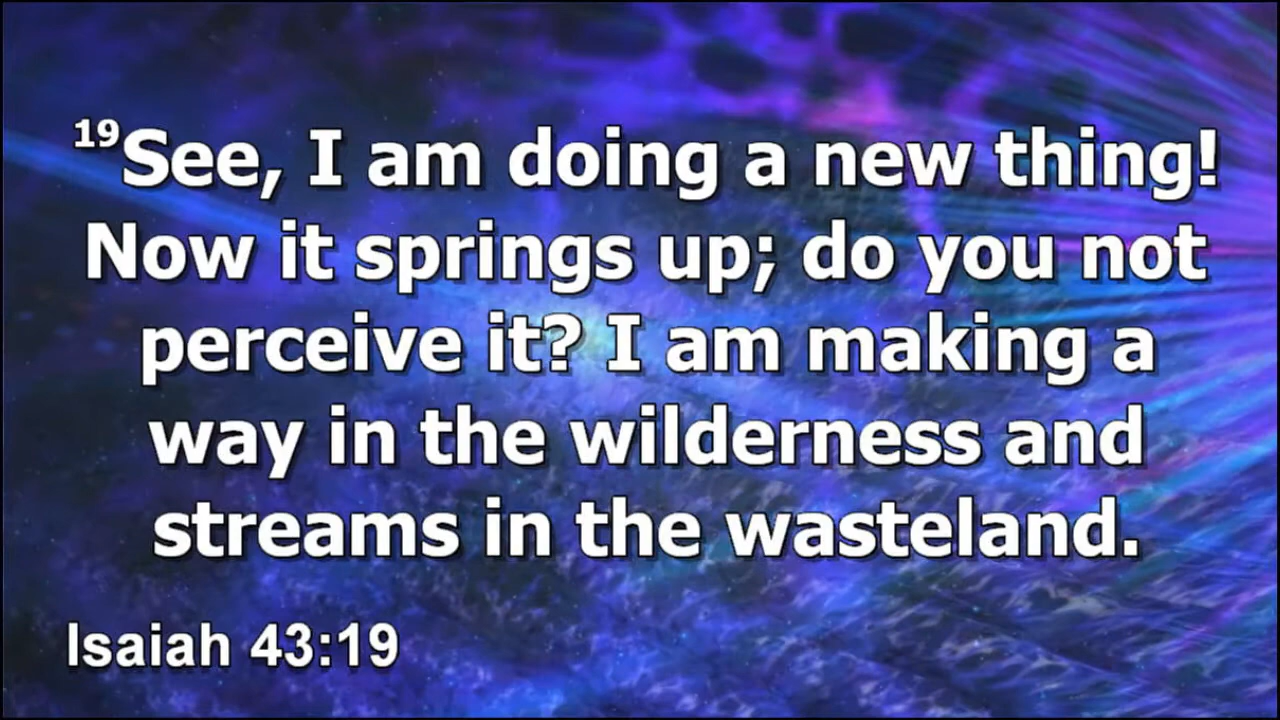 19See, I am doing a new thing!
Now it springs up; do you not
perceive it? I am making a
way in the wilderness and
streams in the wasteland.
Isaiah 43:19